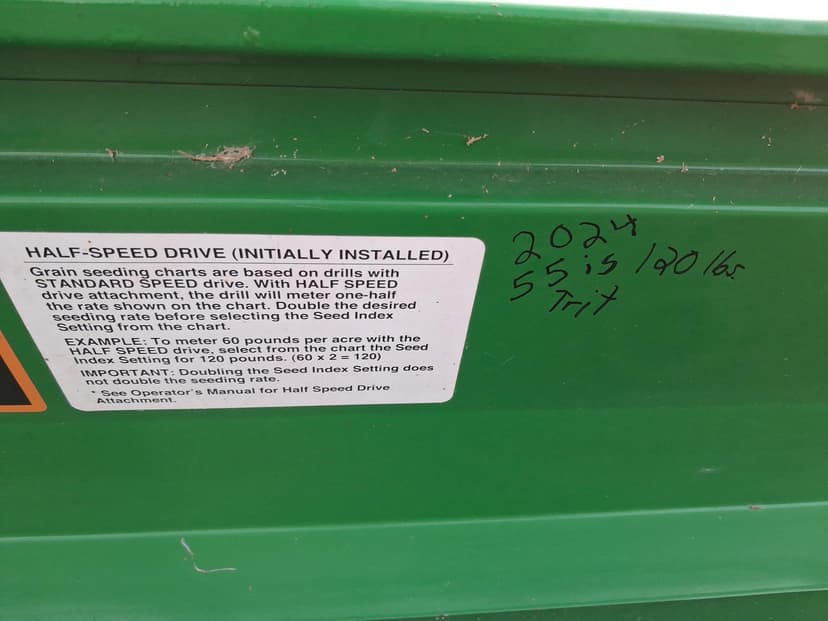 HALF-SPEED DRIVE (INITIALLY INSTALLED)
Grain seeding charts are based on drills with
STANDARD SPEED drive. With HALF SPEED
drive attachment, the drill will meter one-half
the rate shown on the chart. Double the desired
seeding rate before selecting the Seed Index
Setting from the chart.
EXAMPLE: To meter 60 pounds per acre with the
HALF SPEED drive, select from the chart the Seed
Index Setting for 120 pounds. (60 x 2 = 120)
IMPORTANT: Doubling the Seed Index Setting does
not double the seeding rate.
* See Operator's Manual for Half Speed Drive
Attachment.
2024
55 is 120 lbs.
Trit